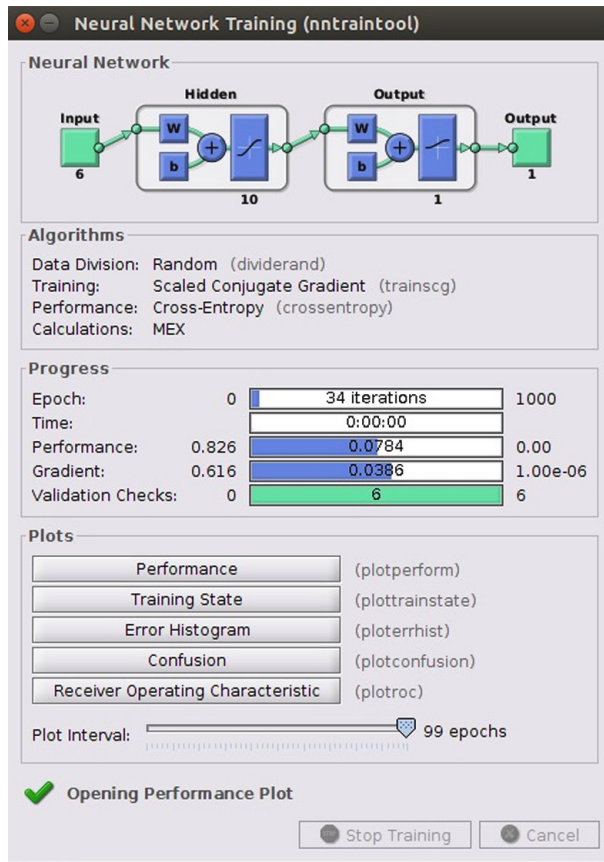 Neural Network Training (nntraintool)
Neural Network
Hidden Output
Input Output
W W
b + b +
6 10 1 1
Algorithms
Data Division: Random (dividerand)
Training: Scaled Conjugate Gradient (trainscg)
Performance: Cross-Entropy (crossentropy)
Calculations: MEX
Progress
Epoch: 0 34 iterations 1000
Time: 0:00:00
Performance: 0.826 0.0784 0.00
Gradient: 0.616 0.0386 1.00e-06
Validation Checks: 0 6 6
Plots
Performance (plotperform)
Training State (plottrainstate)
Error Histogram (ploterrhist)
Confusion (plotconfusion)
Receiver Operating Characteristic (plotroc)
Plot Interval: 99 epochs
Opening Performance Plot
Stop Training Cancel